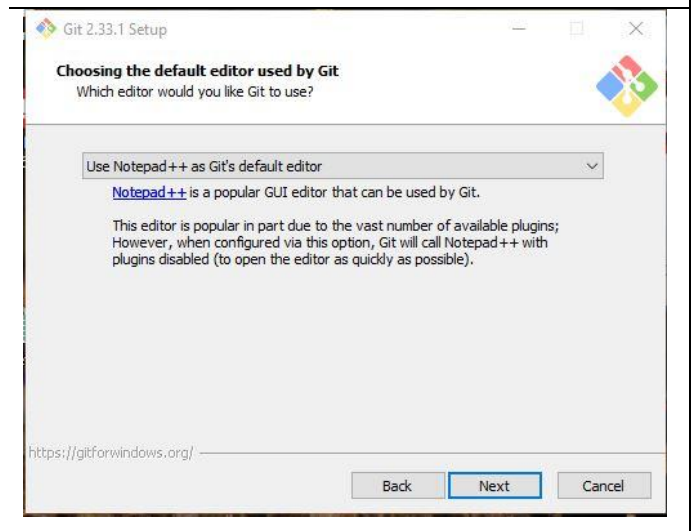 Git 2.33.1 Setup
Choosing the default editor used by Git
Which editor would you like Git to use?
Use Notepad++ as Git's default editor
Notepad++ is a popular GUI editor that can be used by Git.
This editor is popular in part due to the vast number of available plugins;
However, when configured via this option, Git will call Notepad++ with
plugins disabled (to open the editor as quickly as possible).
https://gitforwindows.org/
Back Next Cancel